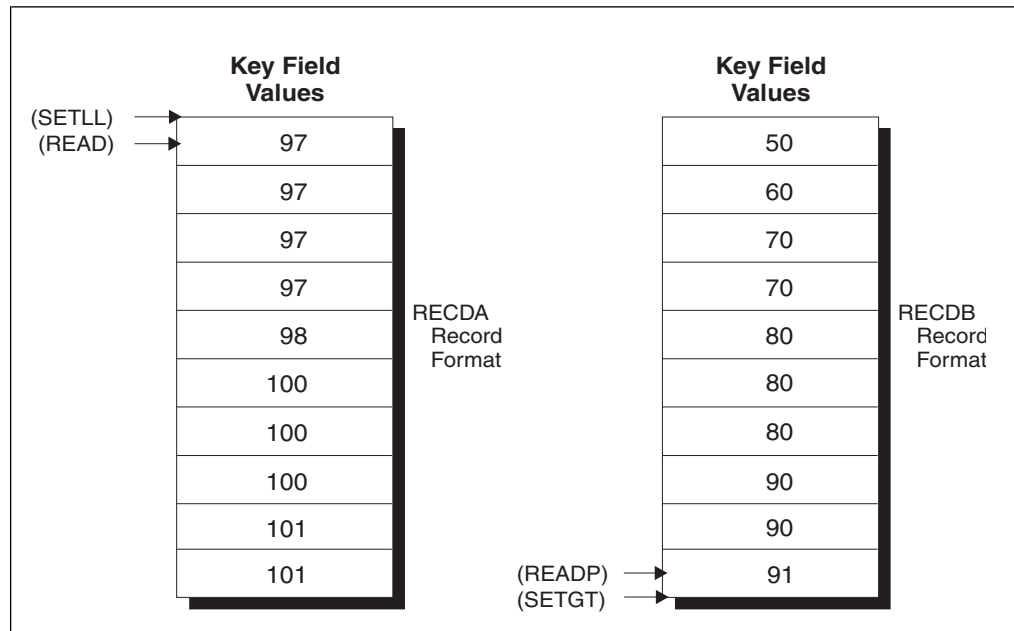 Key Field
Values
(SETLL)
(READ)
97
97
97
97
98
100
100
100
101
101
RECDA
Record
Format
Key Field
Values
50
60
70
70
80
80
80
90
90
91
(READP)
(SETGT)
RECDB
Record
Format